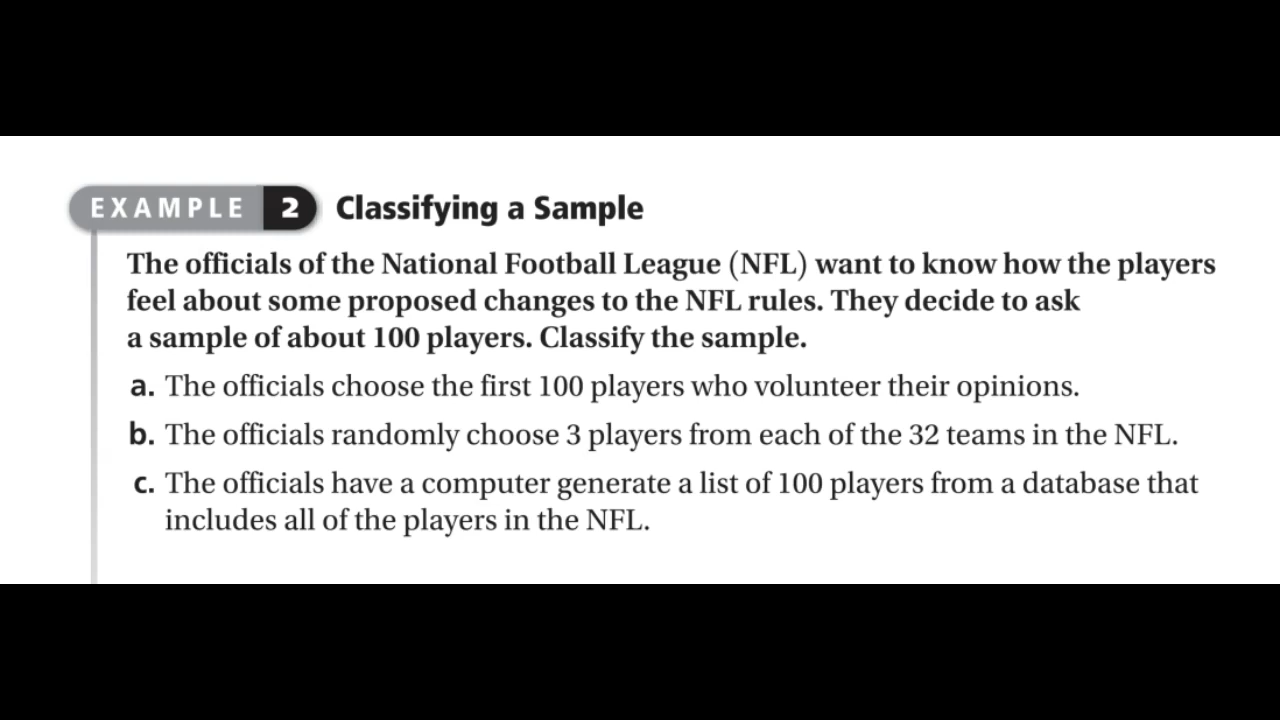 EXAMPLE 2 Classifying a Sample
The officials of the National Football League (NFL) want to know how the players
feel about some proposed changes to the NFL rules. They decide to ask
a sample of about 100 players. Classify the sample.
a. The officials choose the first 100 players who volunteer their opinions.
b. The officials randomly choose 3 players from each of the 32 teams in the NFL.
c. The officials have a computer generate a list of 100 players from a database that
includes all of the players in the NFL.